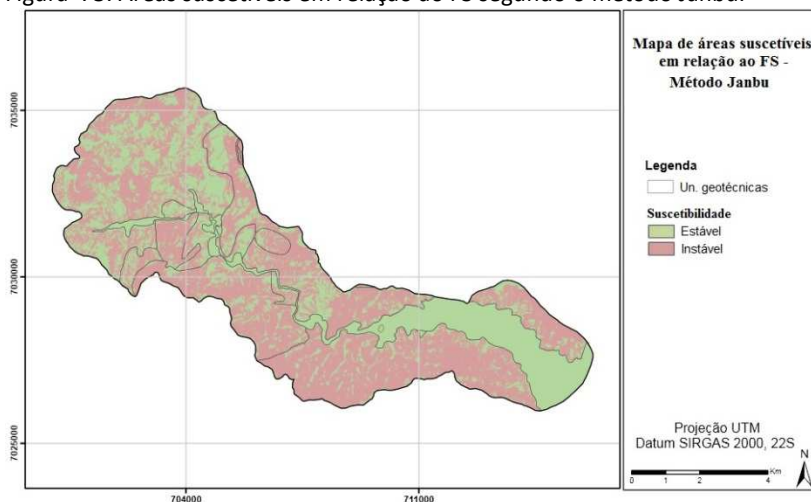 Figura 48: Áreas suscetíveis em relação ao FS segundo o método Janbu.
Mapa de áreas suscetíveis
em relação ao FS -
Método Janbu
Legenda
Un. geotécnicas
Suscetibilidade
Estável
Instável
Projeção UTM
Datum SIRGAS 2000, 22S
N
Km
0 1 2 4
7035000
7030000
7025000
704000
711000